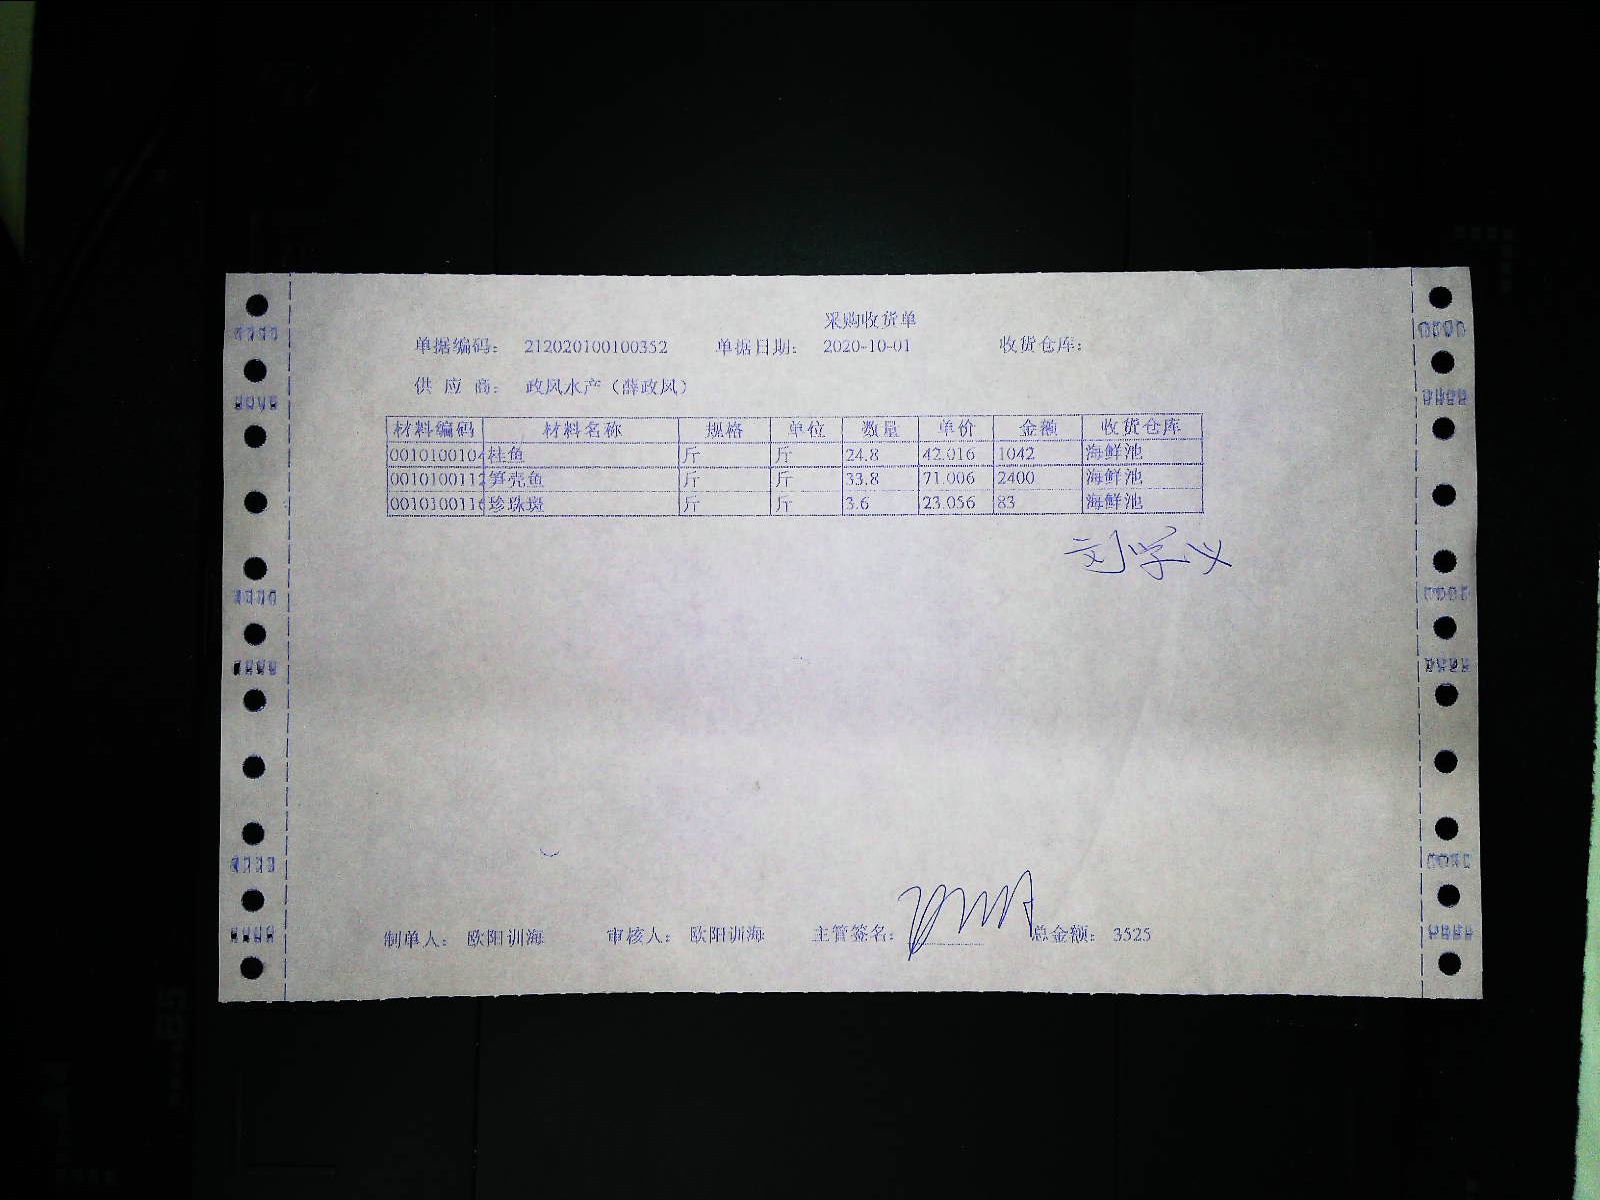 采购收货单
单据编码: 212020100100352 单据日期: 2020-10-01 收货仓库:
供 应 商: 政风水产(薛政风)
材料编码 材料名称 规格 单位 数量 单价 金额 收货仓库
0010100104 桂鱼 斤 斤 24.8 42.016 1042 海鲜池
0010100112 笋壳鱼 斤 斤 33.8 71.006 2400 海鲜池
0010100116 珍珠斑 斤 斤 3.6 23.056 83 海鲜池
刘学义
制单人: 欧阳训海 审核人: 欧阳训海 主管签名: 总金额: 3525